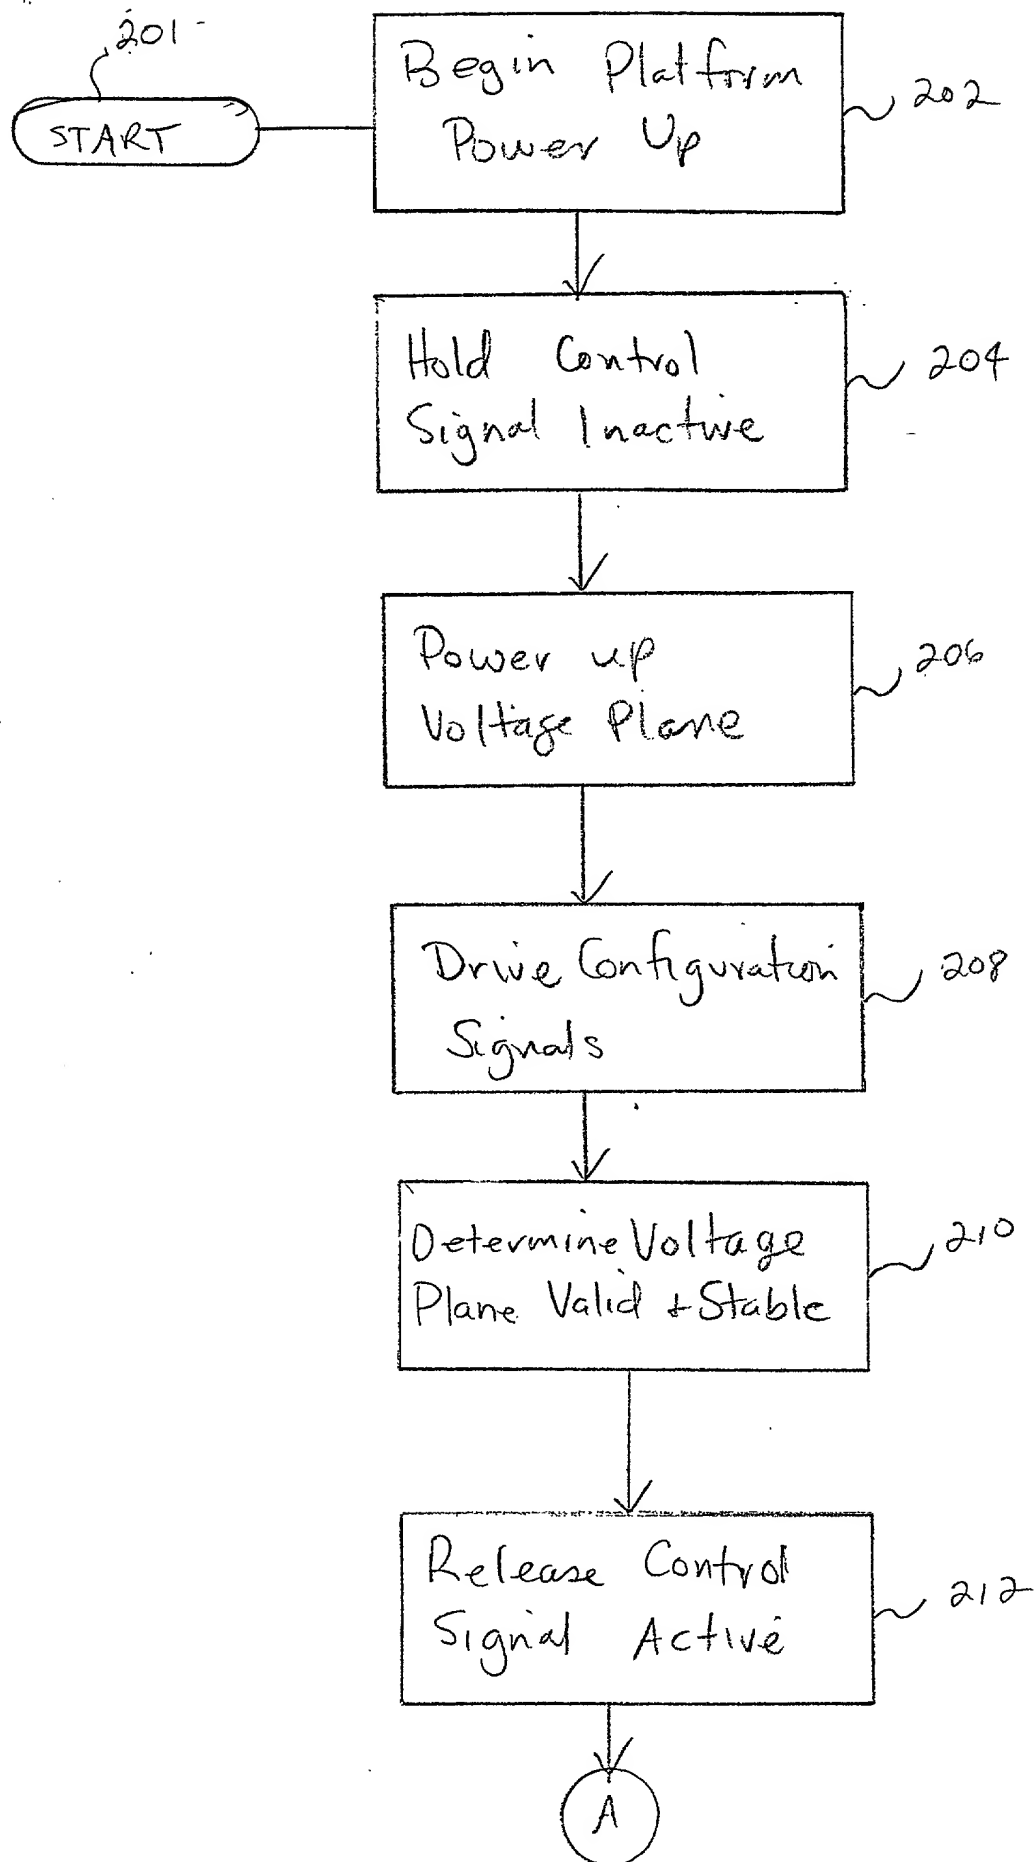 201
START
Begin Platform
Power Up
202
Hold Control
Signal Inactive
204
Power up
Voltage Plane
206
Drive Configuration
Signals
208
Determine Voltage
Plane Valid + Stable
210
Release Control
Signal Active
212
A